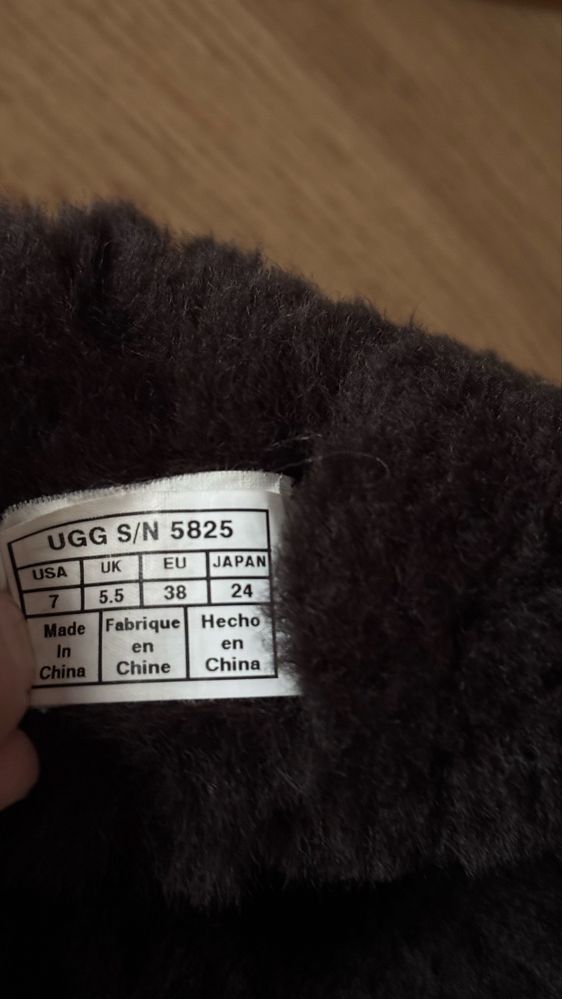 UGG S/N 5825
USA UK EU JAPAN
7 5.5 38 24
Made Fabrique Hecho
In en en
China Chine China